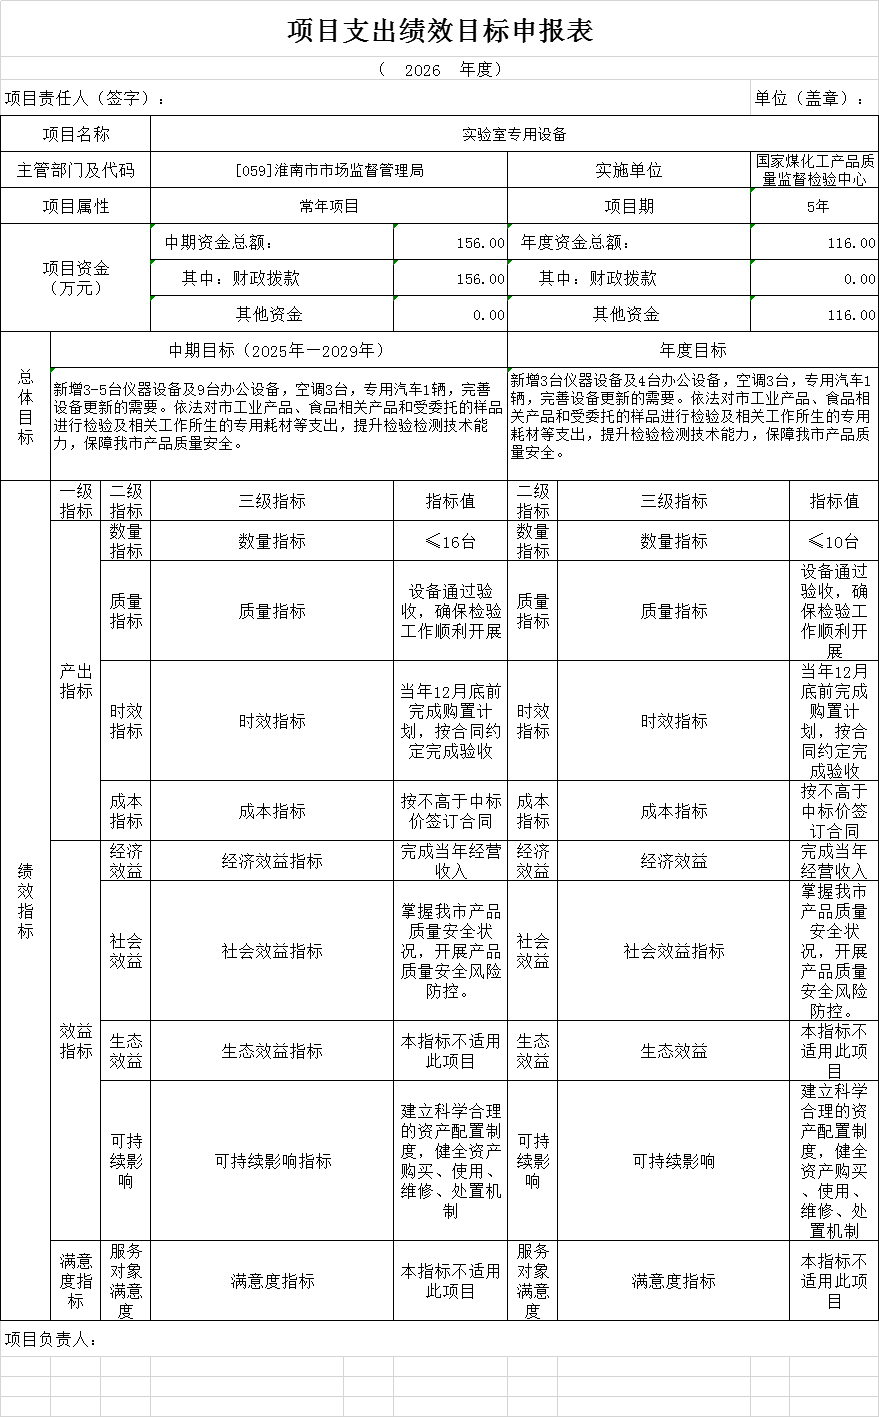 项目支出绩效目标申报表
（ 2026 年度）
项目责任人（签字）： 单位（盖章）：
项目名称 实验室专用设备
主管部门及代码 [059]淮南市市场监督管理局 实施单位 国家煤化工产品质
量监督检验中心
项目属性 常年项目 项目期 5年
项目资金
（万元）
中期资金总额： 156.00 年度资金总额： 116.00
其中：财政拨款 156.00 其中：财政拨款 0.00
其他资金 0.00 其他资金 116.00
总体目标
中期目标（2025年—2029年） 年度目标
新增3-5台仪器设备及9台办公设备，空调3台，专用汽车1辆，完善
设备更新的需要。依法对市工业产品、食品相关产品和受委托的样品
进行检验及相关工作所生的专用耗材等支出，提升检验检测技术能
力，保障我市产品质量安全。
新增3台仪器设备及4台办公设备，空调3台，专用汽车1
辆，完善设备更新的需要。依法对市工业产品、食品相
关产品和受委托的样品进行检验及相关工作所生的专用
耗材等支出，提升检验检测技术能力，保障我市产品质
量安全。
绩效指标
一级
指标
二级
指标
三级指标 指标值
二级
指标
三级指标 指标值
产出
指标
数量
指标
数量指标 ≤16台
数量
指标
数量指标 ≤10台
质量
指标
质量指标
设备通过验
收，确保检验
工作顺利开展
质量
指标
质量指标
设备通过
验收，确
保检验工
作顺利开
展
时效
指标
时效指标
当年12月底前
完成购置计
划，按合同约
定完成验收
时效
指标
时效指标
当年12月
底前完成
购置计
划，按合
同约定完
成验收
成本
指标
成本指标
按不高于中标
价签订合同
成本
指标
成本指标
按不高于
中标价签
订合同
效益
指标
经济
效益
经济效益指标
完成当年经营
收入
经济
效益
经济效益
完成当年
经营收入
社会
效益
社会效益指标
掌握我市产品
质量安全状
况，开展产品
质量安全风险
防控。
社会
效益
社会效益指标
掌握我市
产品质量
安全状
况，开展
产品质量
安全风险
防控。
生态
效益
生态效益指标
本指标不适用
此项目
生态
效益
生态效益
本指标不
适用此项
目
可持
续影
响
可持续影响指标
建立科学合理
的资产配置制
度，健全资产
购买、使用、
维修、处置机
制
可持
续影
响
可持续影响
建立科学
合理的资
产配置制
度，健全
资产购买
、使用、
维修、处
置机制
满意
度指
标
服务
对象
满意
度
满意度指标
本指标不适用
此项目
服务
对象
满意
度
满意度指标
本指标不
适用此项
目
项目负责人：